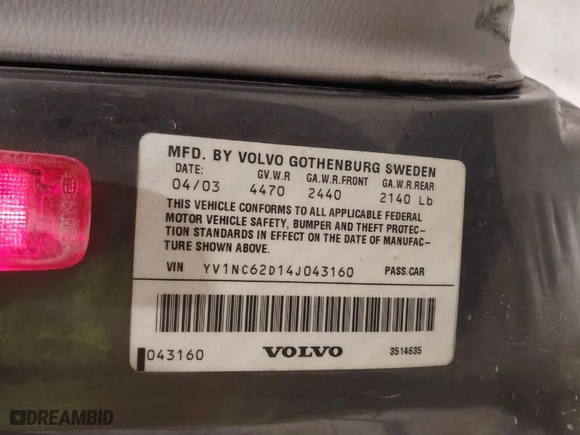 MFD. BY VOLVO GOTHENBURG SWEDEN
DATE: GV.W.R GA.W.R.FRONT GA.W.R.REAR
04/03 4470 2440 2140 Lb
THIS VEHICLE CONFORMS TO ALL APPLICABLE FEDERAL
MOTOR VEHICLE SAFETY, BUMPER AND THEFT PROTEC-
TION STANDARDS IN EFFECT ON THE DATE OF MANUFAC-
TURE SHOWN ABOVE.
VIN YV1NC62D14J043160 PASS.CAR
043160 VOLVO 3514635
DREAMBID